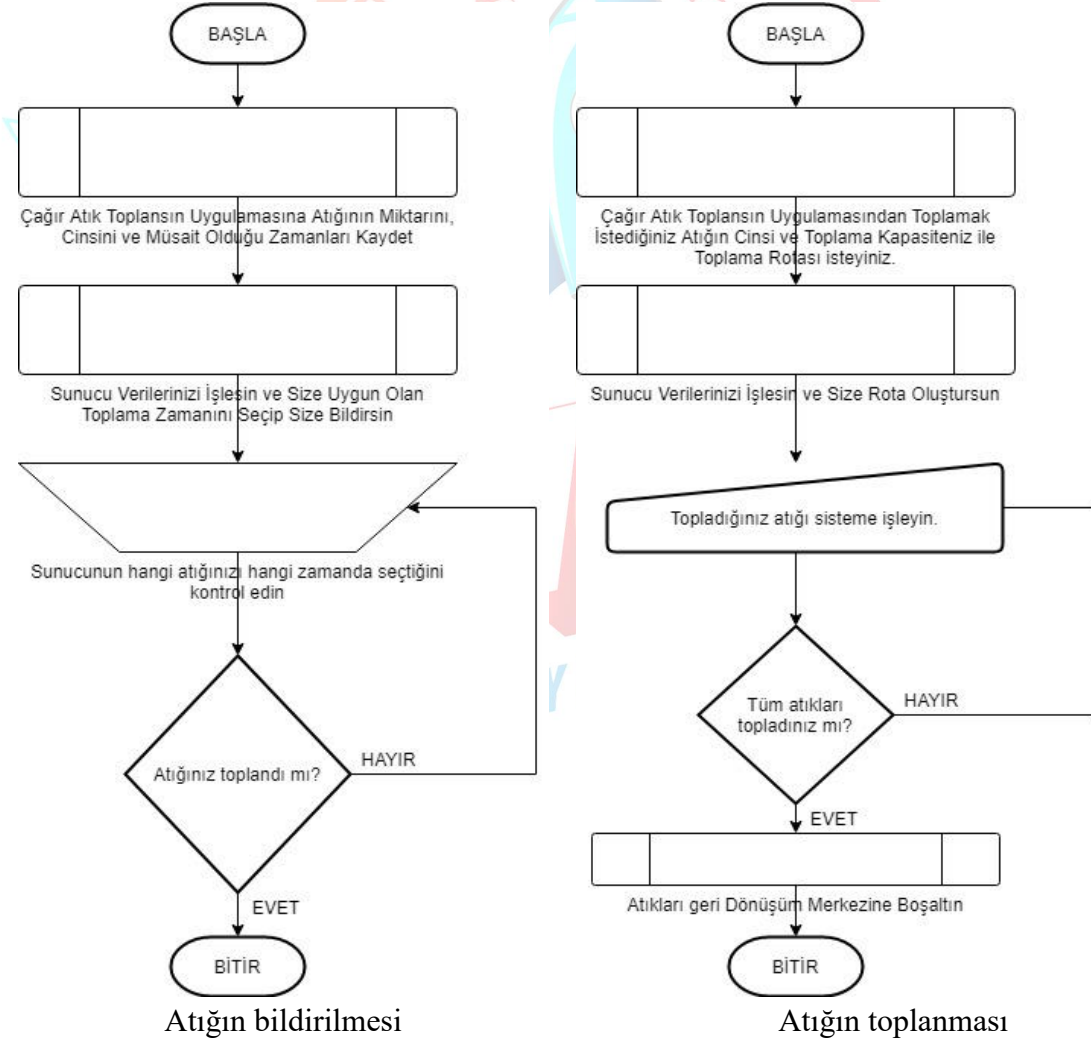 BAŞLA
Çağır Atık Toplansın Uygulamasına Atığının Miktarını,
Cinsini ve Müsait Olduğu Zamanları Kaydet
Sunucu Verilerinizi İşlesin ve Size Uygun Olan
Toplama Zamanını Seçip Size Bildirsin
Sunucunun hangi atığınızı hangi zamanda seçtiğini
kontrol edin
Atığınız toplandı mı?
HAYIR
EVET
BİTİR
Atığın bildirilmesi
BAŞLA
Çağır Atık Toplansın Uygulamasından Toplamak
İstediğiniz Atığın Cinsi ve Toplama Kapasiteniz ile
Toplama Rotası isteyiniz.
Sunucu Verilerinizi İşlesin ve Size Rota Oluştursun
Topladığınız atığı sisteme işleyin.
Tüm atıkları
topladınız mı?
HAYIR
EVET
Atıkları geri Dönüşüm Merkezine Boşaltın
BİTİR
Atığın toplanması